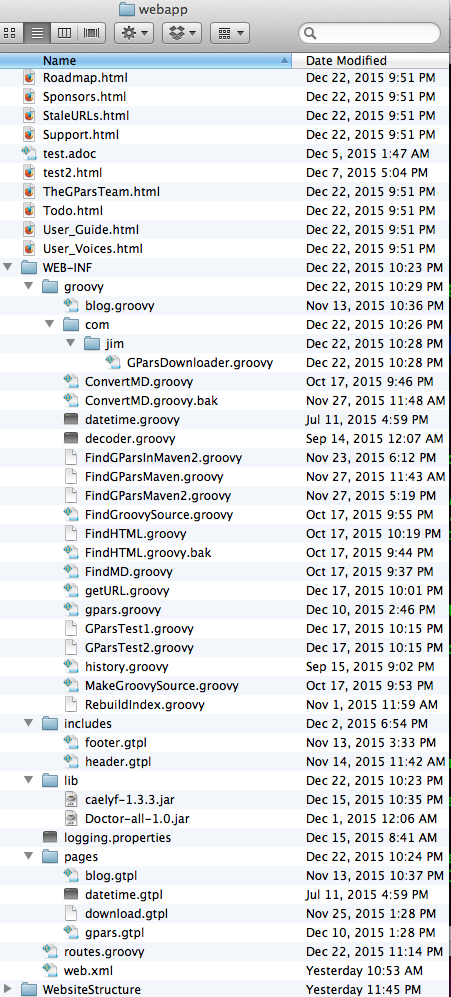 webapp
Name Date Modified
Roadmap.html Dec 22, 2015 9:51 PM
Sponsors.html Dec 22, 2015 9:51 PM
StaleURLs.html Dec 22, 2015 9:51 PM
Support.html Dec 22, 2015 9:51 PM
test.adoc Dec 5, 2015 1:47 AM
test2.html Dec 7, 2015 5:04 PM
TheGParsTeam.html Dec 22, 2015 9:51 PM
Todo.html Dec 22, 2015 9:51 PM
User_Guide.html Dec 22, 2015 9:51 PM
User_Voices.html Dec 22, 2015 9:51 PM
WEB-INF Dec 22, 2015 10:23 PM
groovy Dec 22, 2015 10:29 PM
blog.groovy Nov 13, 2015 10:36 PM
com Dec 22, 2015 10:26 PM
jim Dec 22, 2015 10:28 PM
GParsDownloader.groovy Dec 22, 2015 10:28 PM
ConvertMD.groovy Oct 17, 2015 9:46 PM
ConvertMD.groovy.bak Nov 27, 2015 11:48 AM
datetime.groovy Jul 11, 2015 4:59 PM
decoder.groovy Sep 14, 2015 12:07 AM
FindGParsInMaven2.groovy Nov 23, 2015 6:12 PM
FindGParsMaven.groovy Nov 27, 2015 11:43 AM
FindGParsMaven2.groovy Nov 27, 2015 5:19 PM
FindGroovySource.groovy Oct 17, 2015 9:55 PM
FindHTML.groovy Oct 17, 2015 10:19 PM
FindHTML.groovy.bak Oct 17, 2015 9:44 PM
FindMD.groovy Oct 17, 2015 9:37 PM
getURL.groovy Dec 17, 2015 10:01 PM
gpars.groovy Dec 10, 2015 2:46 PM
GParsTest1.groovy Dec 17, 2015 10:15 PM
GParsTest2.groovy Dec 17, 2015 10:15 PM
history.groovy Sep 15, 2015 9:02 PM
MakeGroovySource.groovy Oct 17, 2015 9:53 PM
RebuildIndex.groovy Nov 1, 2015 11:59 AM
includes Dec 2, 2015 6:54 PM
footer.gtpl Nov 13, 2015 3:33 PM
header.gtpl Nov 14, 2015 11:42 AM
lib Dec 22, 2015 10:23 PM
caelyf-1.3.3.jar Dec 15, 2015 10:35 PM
Doctor-all-1.0.jar Dec 1, 2015 12:06 AM
logging.properties Dec 15, 2015 8:41 AM
pages Dec 22, 2015 10:24 PM
blog.gtpl Nov 13, 2015 10:37 PM
datetime.gtpl Jul 11, 2015 4:59 PM
download.gtpl Nov 25, 2015 1:28 PM
gpars.gtpl Dec 10, 2015 1:28 PM
routes.groovy Dec 22, 2015 11:14 PM
web.xml Yesterday 10:53 AM
WebsiteStructure Yesterday 11:45 PM